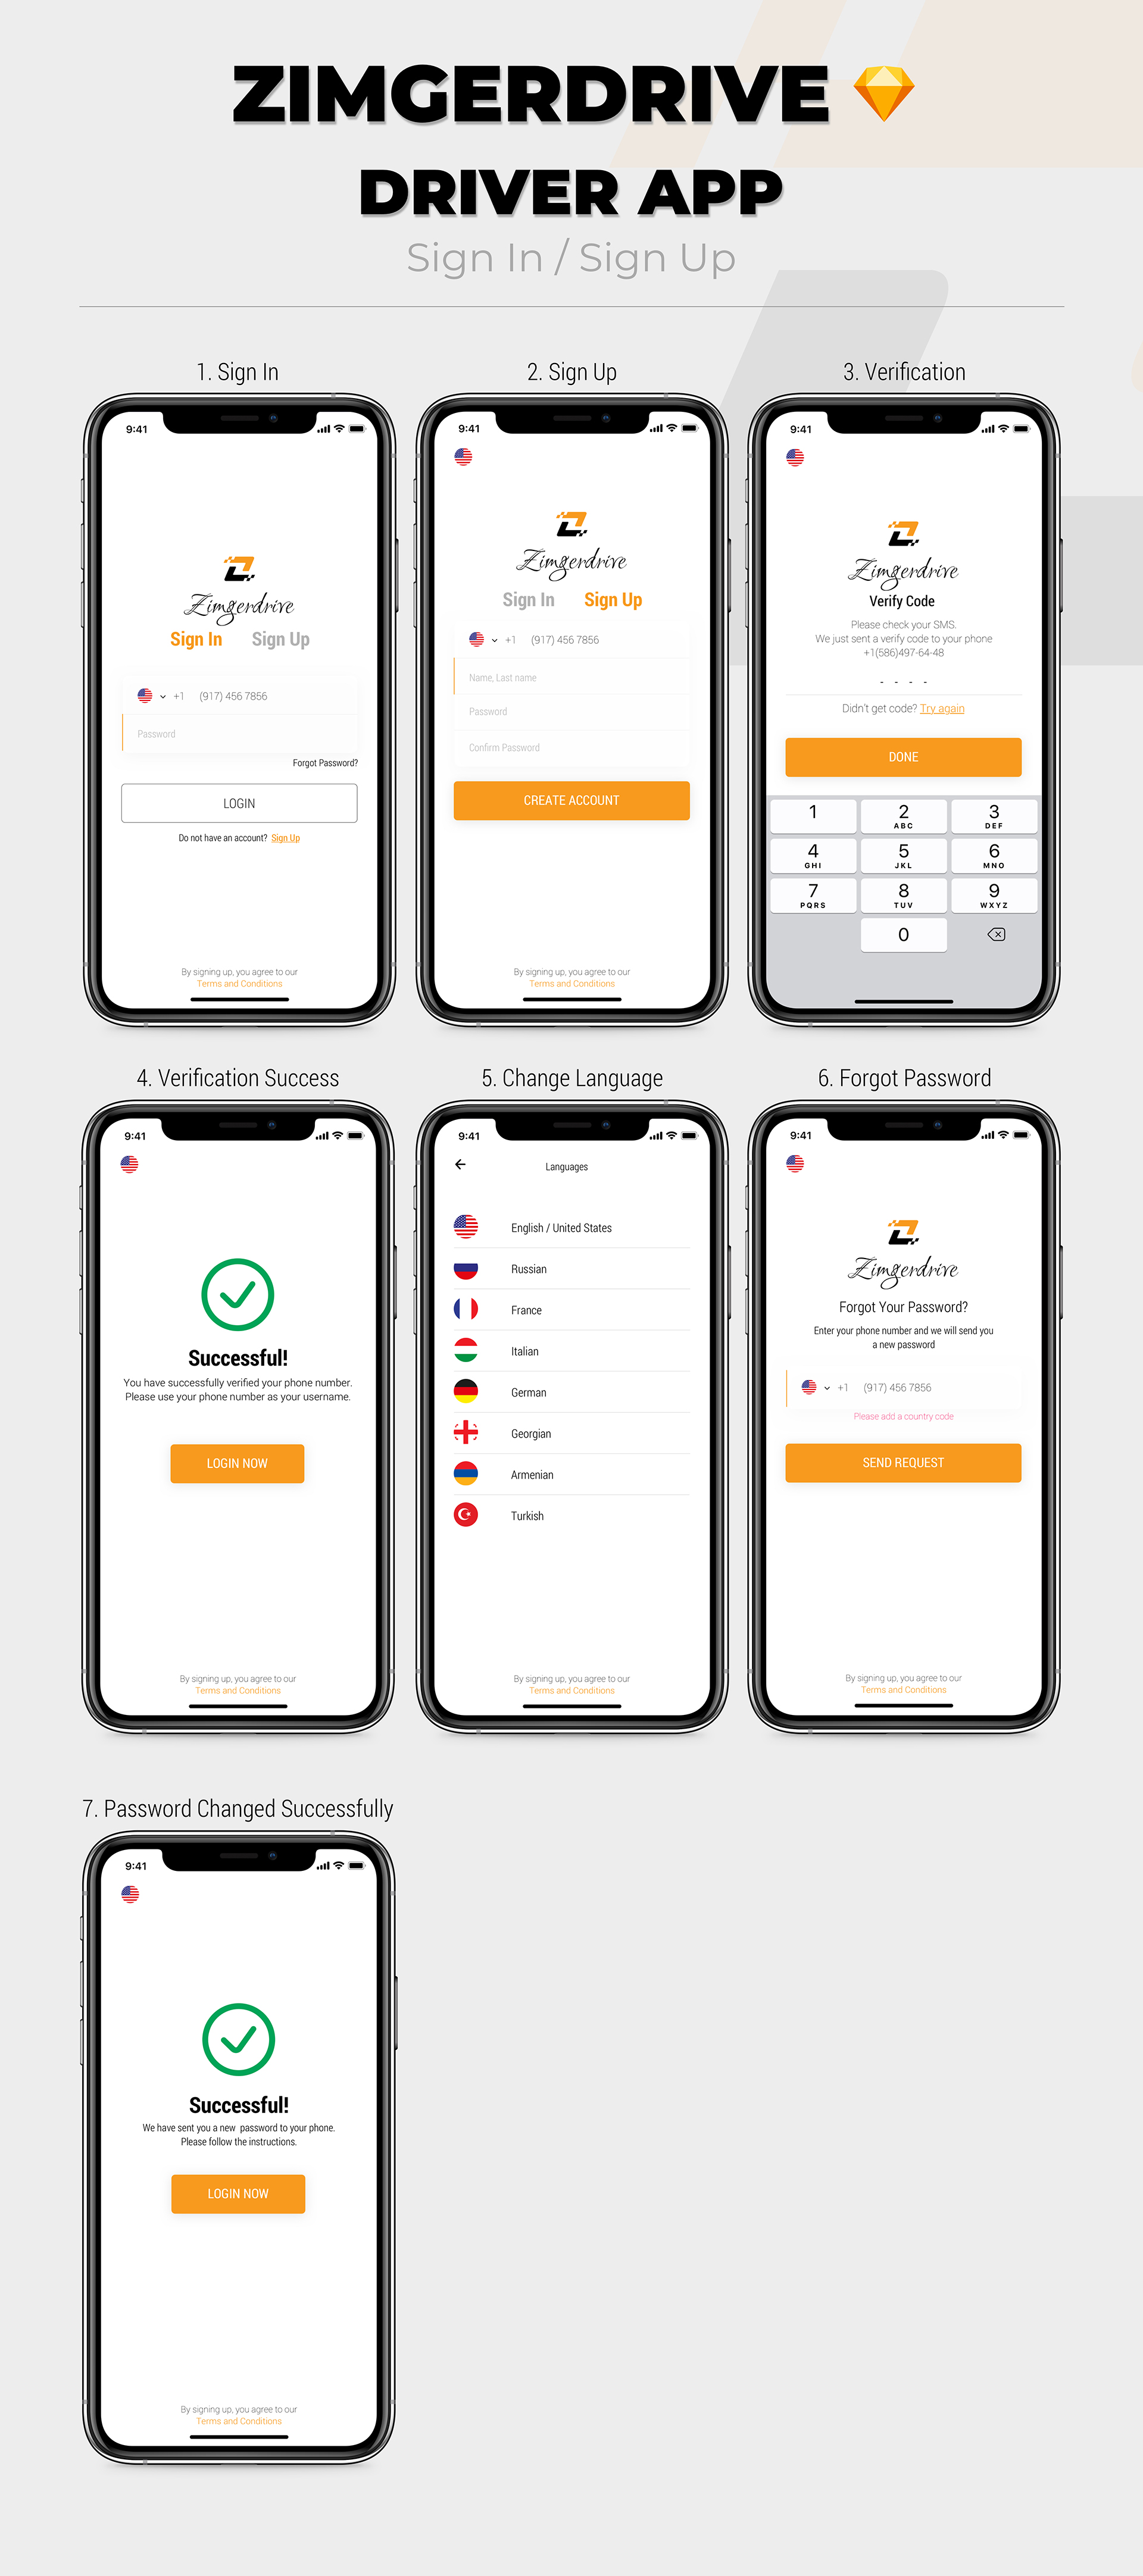 ZIMGERDRIVE
DRIVER APP
Sign In / Sign Up
1. Sign In
9:41
Zimgerdrive
Sign In Sign Up
+1 (917) 456 7856
Password
Forgot Password?
LOGIN
Do not have an account? Sign Up
By signing up, you agree to our
Terms and Conditions
2. Sign Up
9:41
Zimgerdrive
Sign In Sign Up
+1 (917) 456 7856
Name, Last name
Password
Confirm Password
CREATE ACCOUNT
By signing up, you agree to our
Terms and Conditions
3. Verification
9:41
Zimgerdrive
Verify Code
Please check your SMS.
We just sent a verify code to your phone
+1(586)497-64-48
- - - -
Didn't get code? Try again
DONE
1 2 3
ABC DEF
4 5 6
GHI JKL MNO
7 8 9
PQRS TUV WXYZ
0
4. Verification Success
9:41
Successful!
You have successfully verified your phone number.
Please use your phone number as your username.
LOGIN NOW
By signing up, you agree to our
Terms and Conditions
5. Change Language
9:41
Languages
English / United States
Russian
France
Italian
German
Georgian
Armenian
Turkish
By signing up, you agree to our
Terms and Conditions
6. Forgot Password
9:41
Zimgerdrive
Forgot Your Password?
Enter your phone number and we will send you
a new password
+1 (917) 456 7856
Please add a country code
SEND REQUEST
By signing up, you agree to our
Terms and Conditions
7. Password Changed Successfully
9:41
Successful!
We have sent you a new password to your phone.
Please follow the instructions.
LOGIN NOW
By signing up, you agree to our
Terms and Conditions